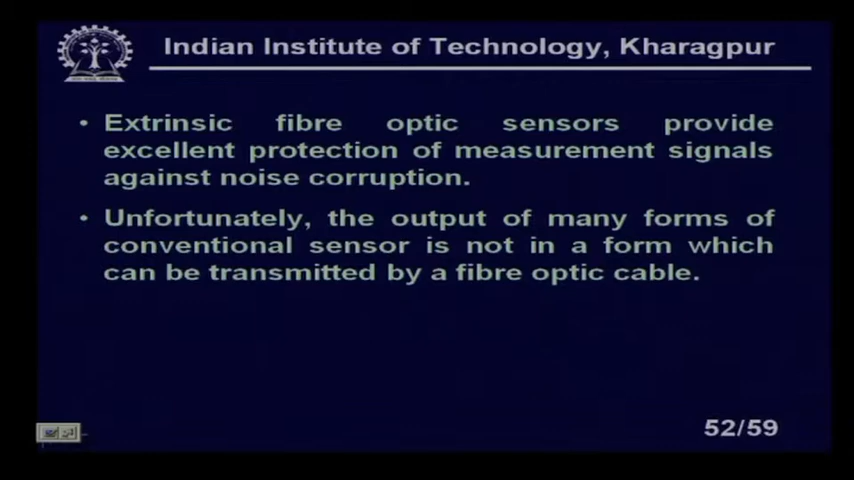 Indian Institute of Technology, Kharagpur
• Extrinsic fibre optic sensors provide
excellent protection of measurement signals
against noise corruption.
• Unfortunately, the output of many forms of
conventional sensor is not in a form which
can be transmitted by a fibre optic cable.
52/59